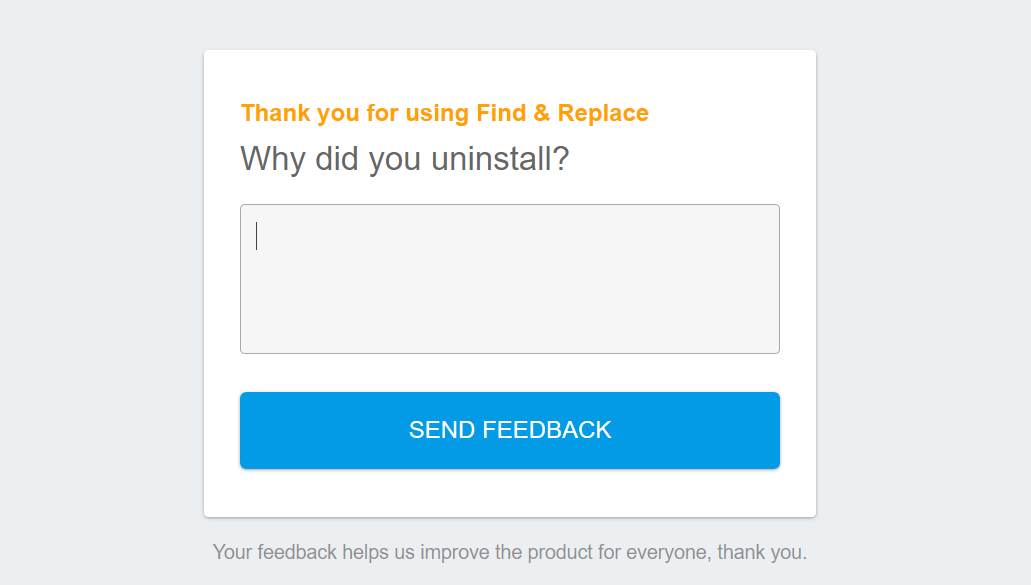 Thank you for using Find & Replace
Why did you uninstall?
SEND FEEDBACK
Your feedback helps us improve the product for everyone, thank you.